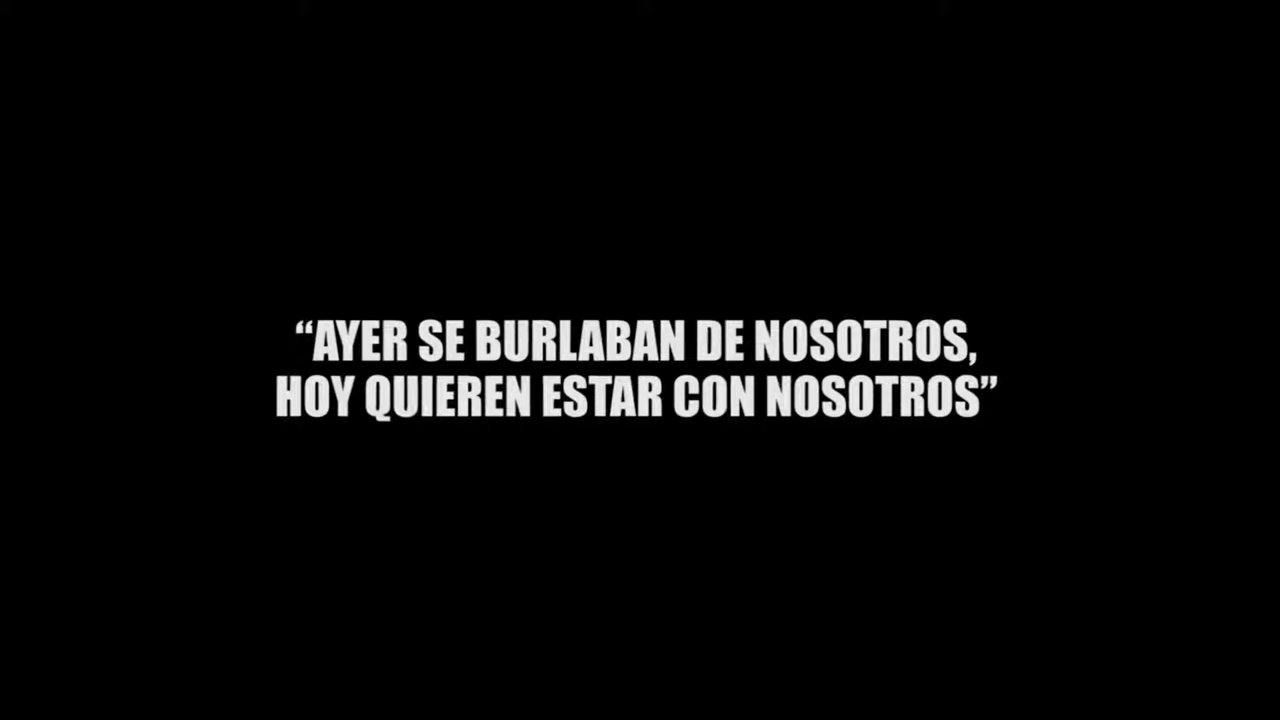 “AYER SE BURLABAN DE NOSOTROS,
HOY QUIEREN ESTAR CON NOSOTROS”